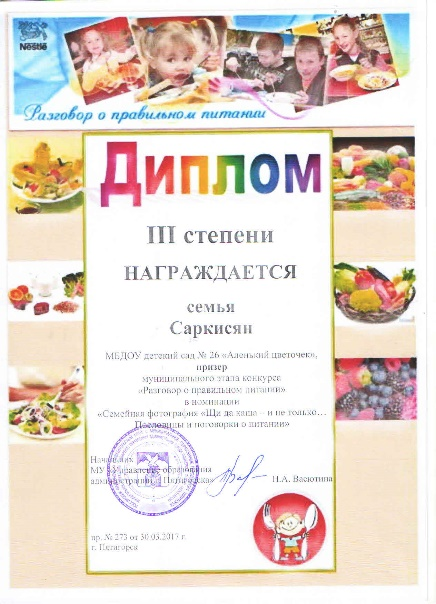 Nestlé
Разговор о правильном питании
ДИПЛОМ
III степени
НАГРАЖДАЕТСЯ
семья
Саркисян
МБДОУ детский сад № 26 «Аленький цветочек»,
призер
муниципального этапа конкурса
«Разговор о правильном питании»
в номинации
«Семейная фотография «Щи да каша – и не только…
Пословицы и поговорки о питании»
Начальник
МУ «Управление образования
администрации г. Пятигорска»
Н.А. Васютина
пр. № 273 от 30.03.2017 г.
г. Пятигорск